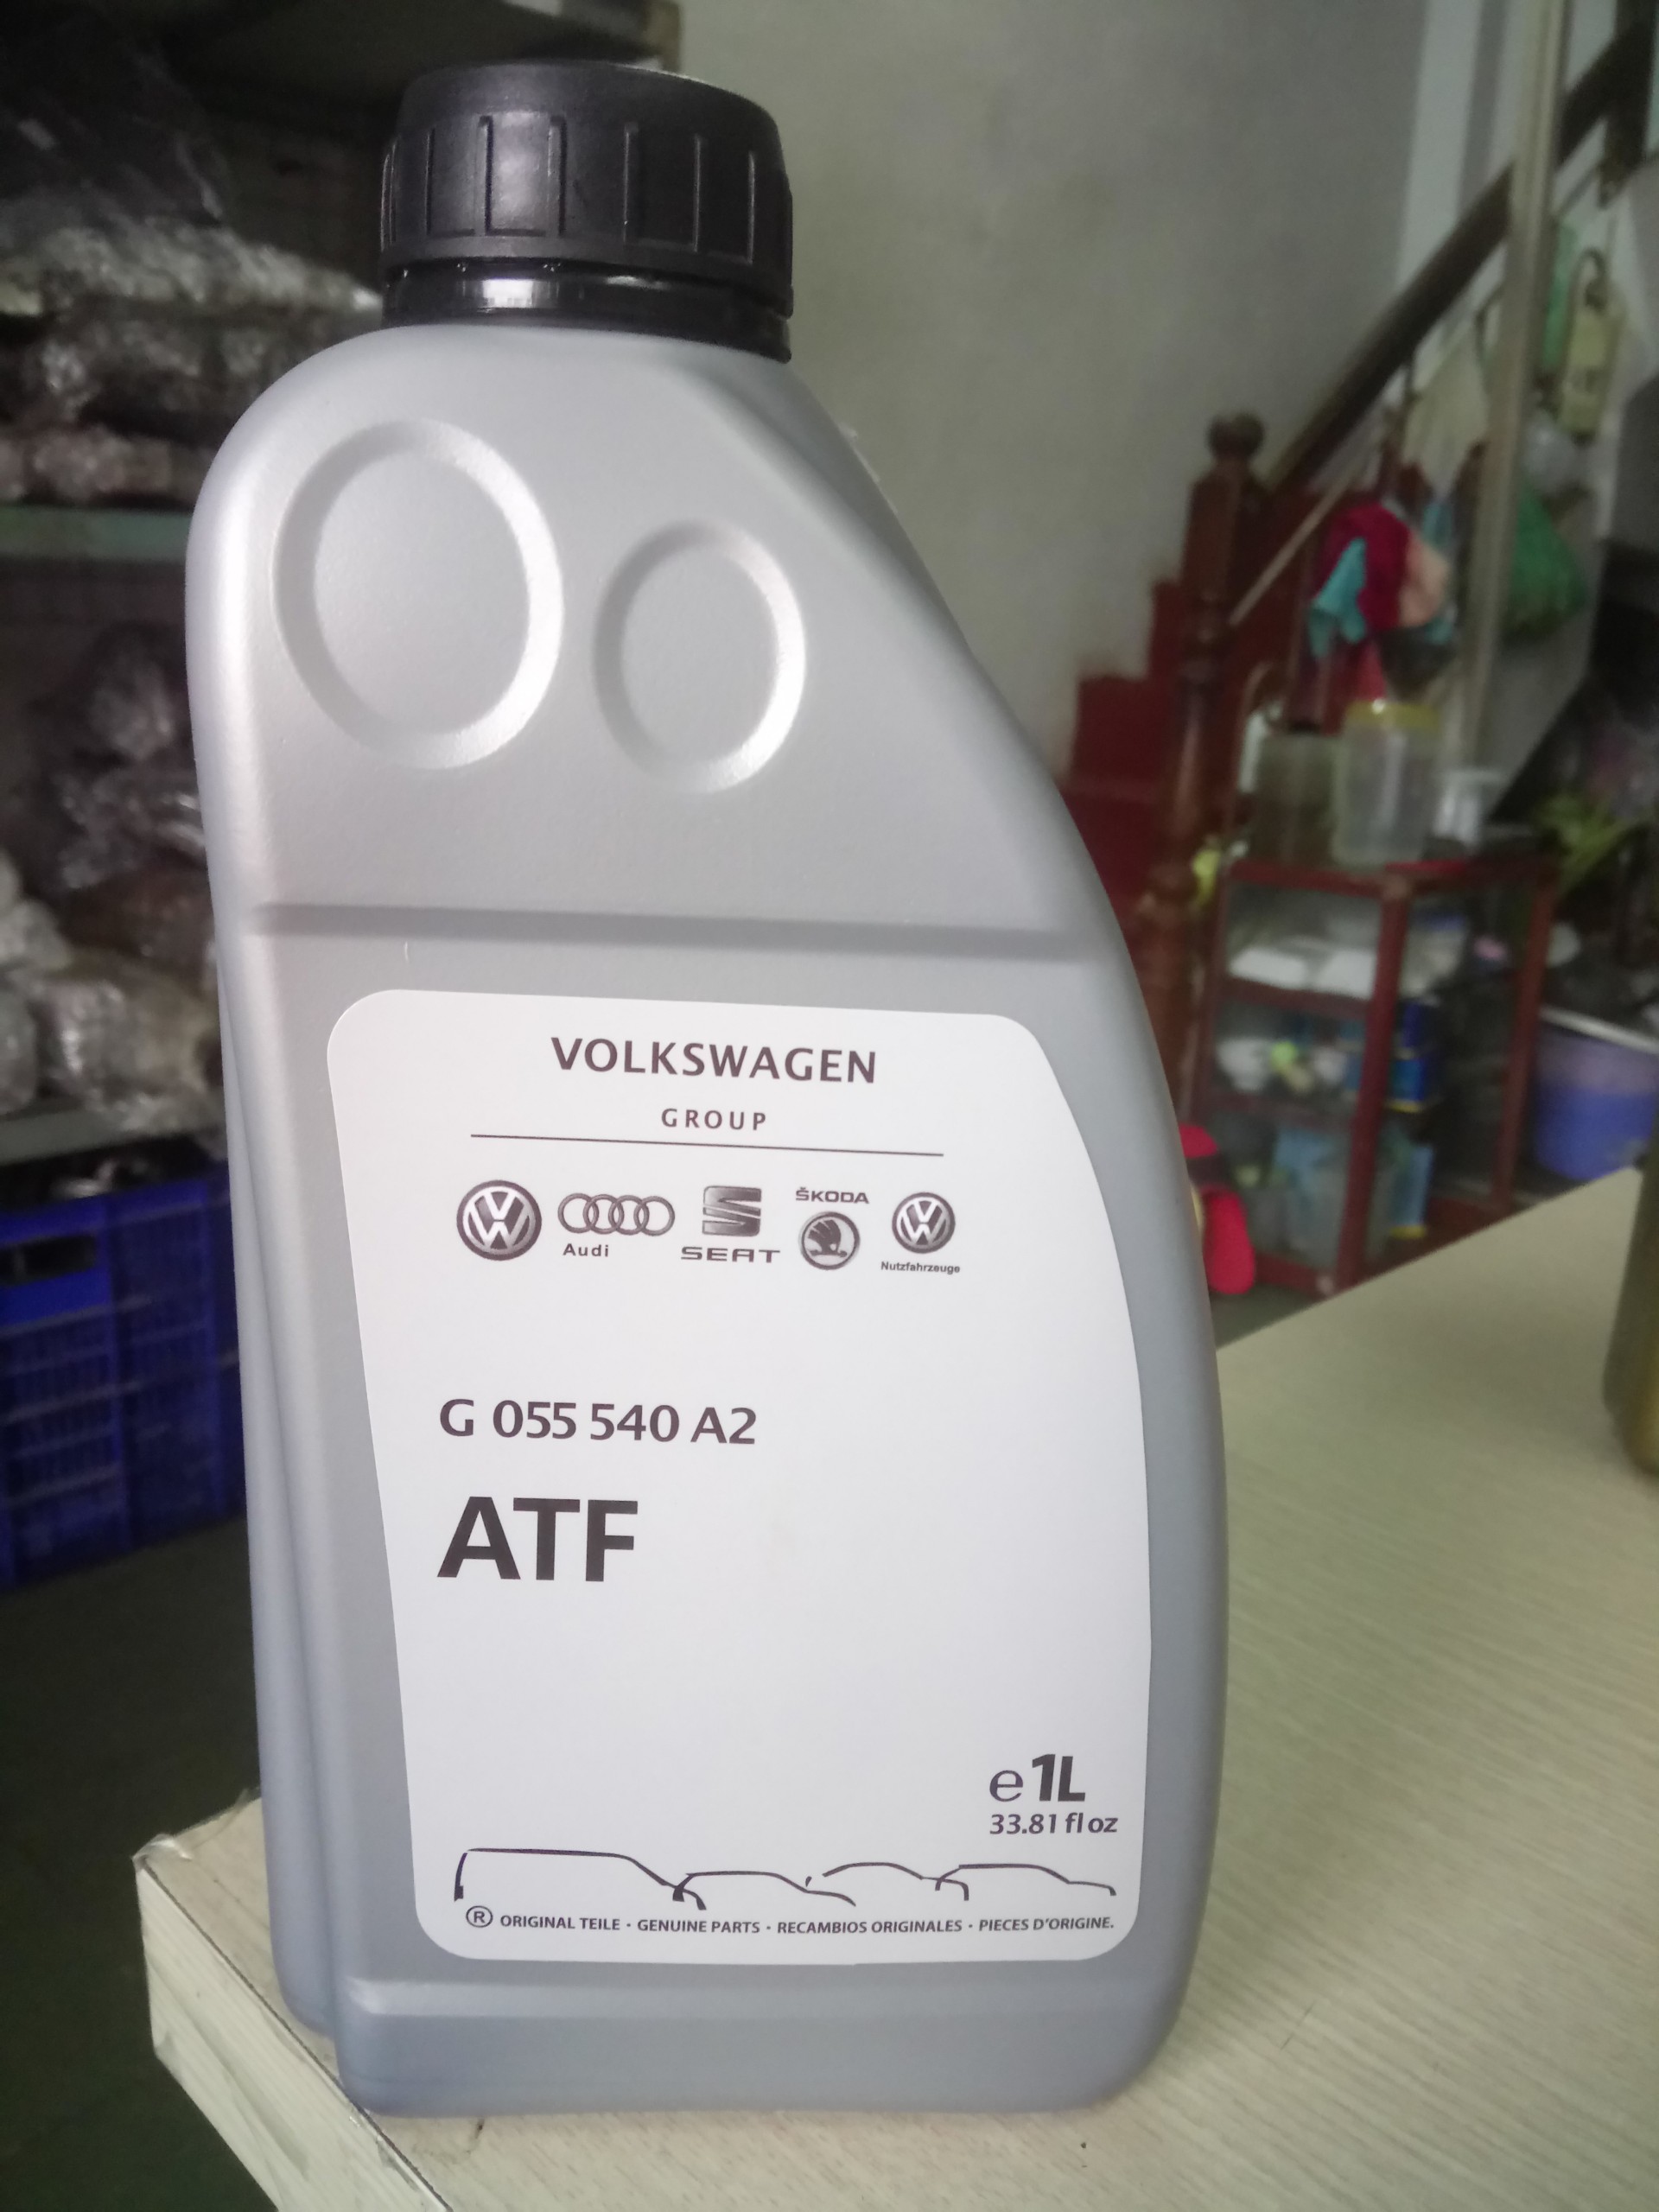 VOLKSWAGEN
GROUP
Audi
SEAT
ŠKODA
Nutzfahrzeuge
G 055 540 A2
ATF
e 1L
33.81 fl oz
® ORIGINAL TEILE · GENUINE PARTS · RECAMBIOS ORIGINALES · PIECES D'ORIGINE.